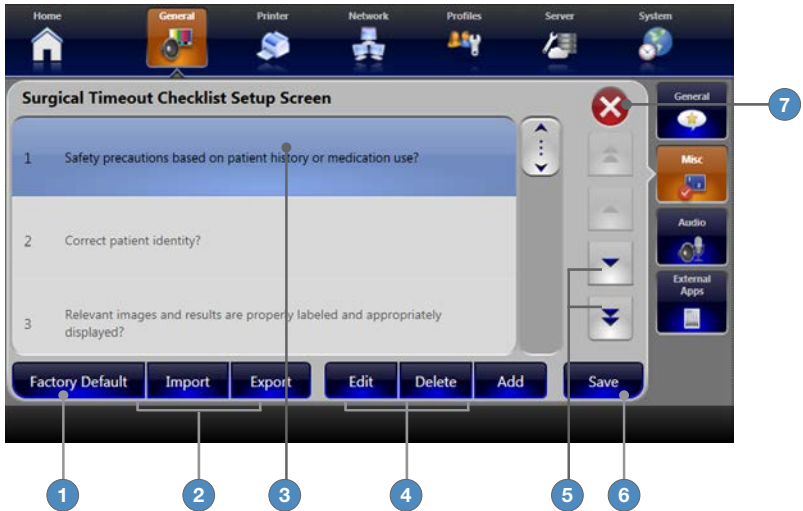 Home General Printer Network Profiles Server System
Surgical Timeout Checklist Setup Screen
General
7
1 Safety precautions based on patient history or medication use?
Misc
2 Correct patient identity?
Audio
External
Apps
3 Relevant images and results are properly labeled and appropriately
displayed?
Factory Default Import Export Edit Delete Add Save
1 2 3 4 5 6